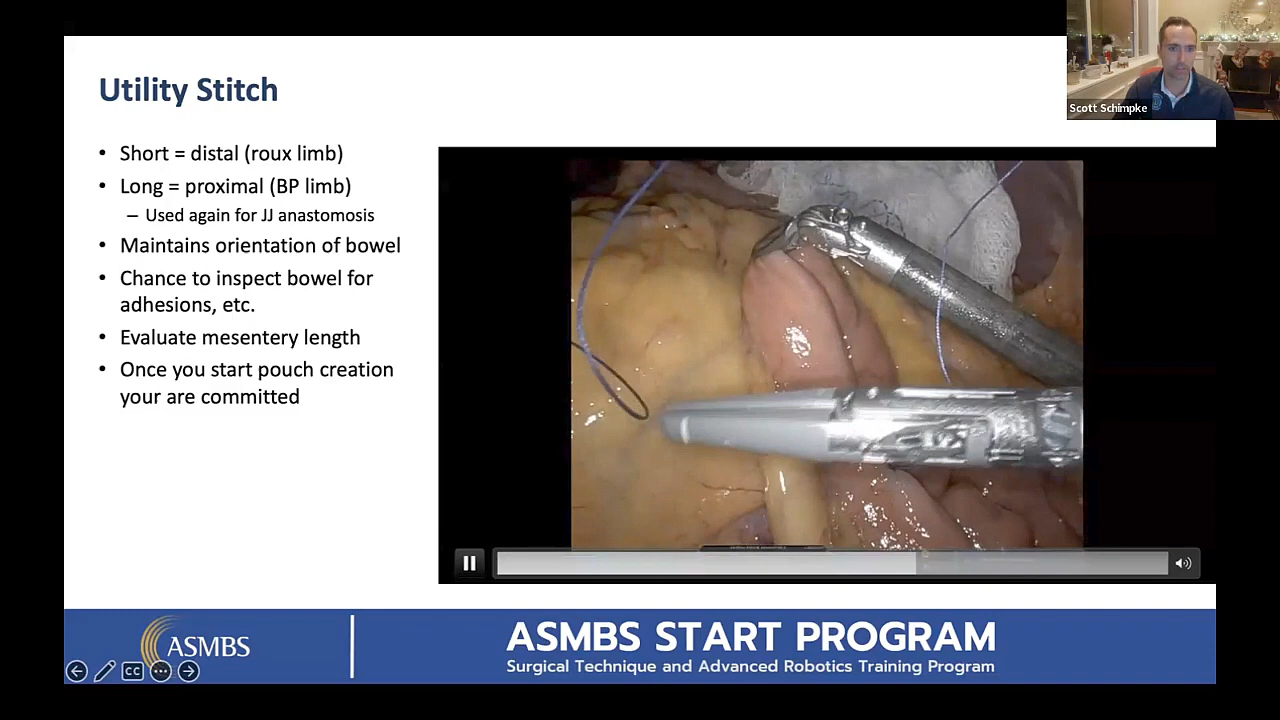 Utility Stitch
Scott Schimpke
• Short = distal (roux limb)
• Long = proximal (BP limb)
– Used again for JJ anastomosis
• Maintains orientation of bowel
• Chance to inspect bowel for
adhesions, etc.
• Evaluate mesentery length
• Once you start pouch creation
your are committed
ASMBS
ASMBS START PROGRAM
Surgical Technique and Advanced Robotics Training Program
CC